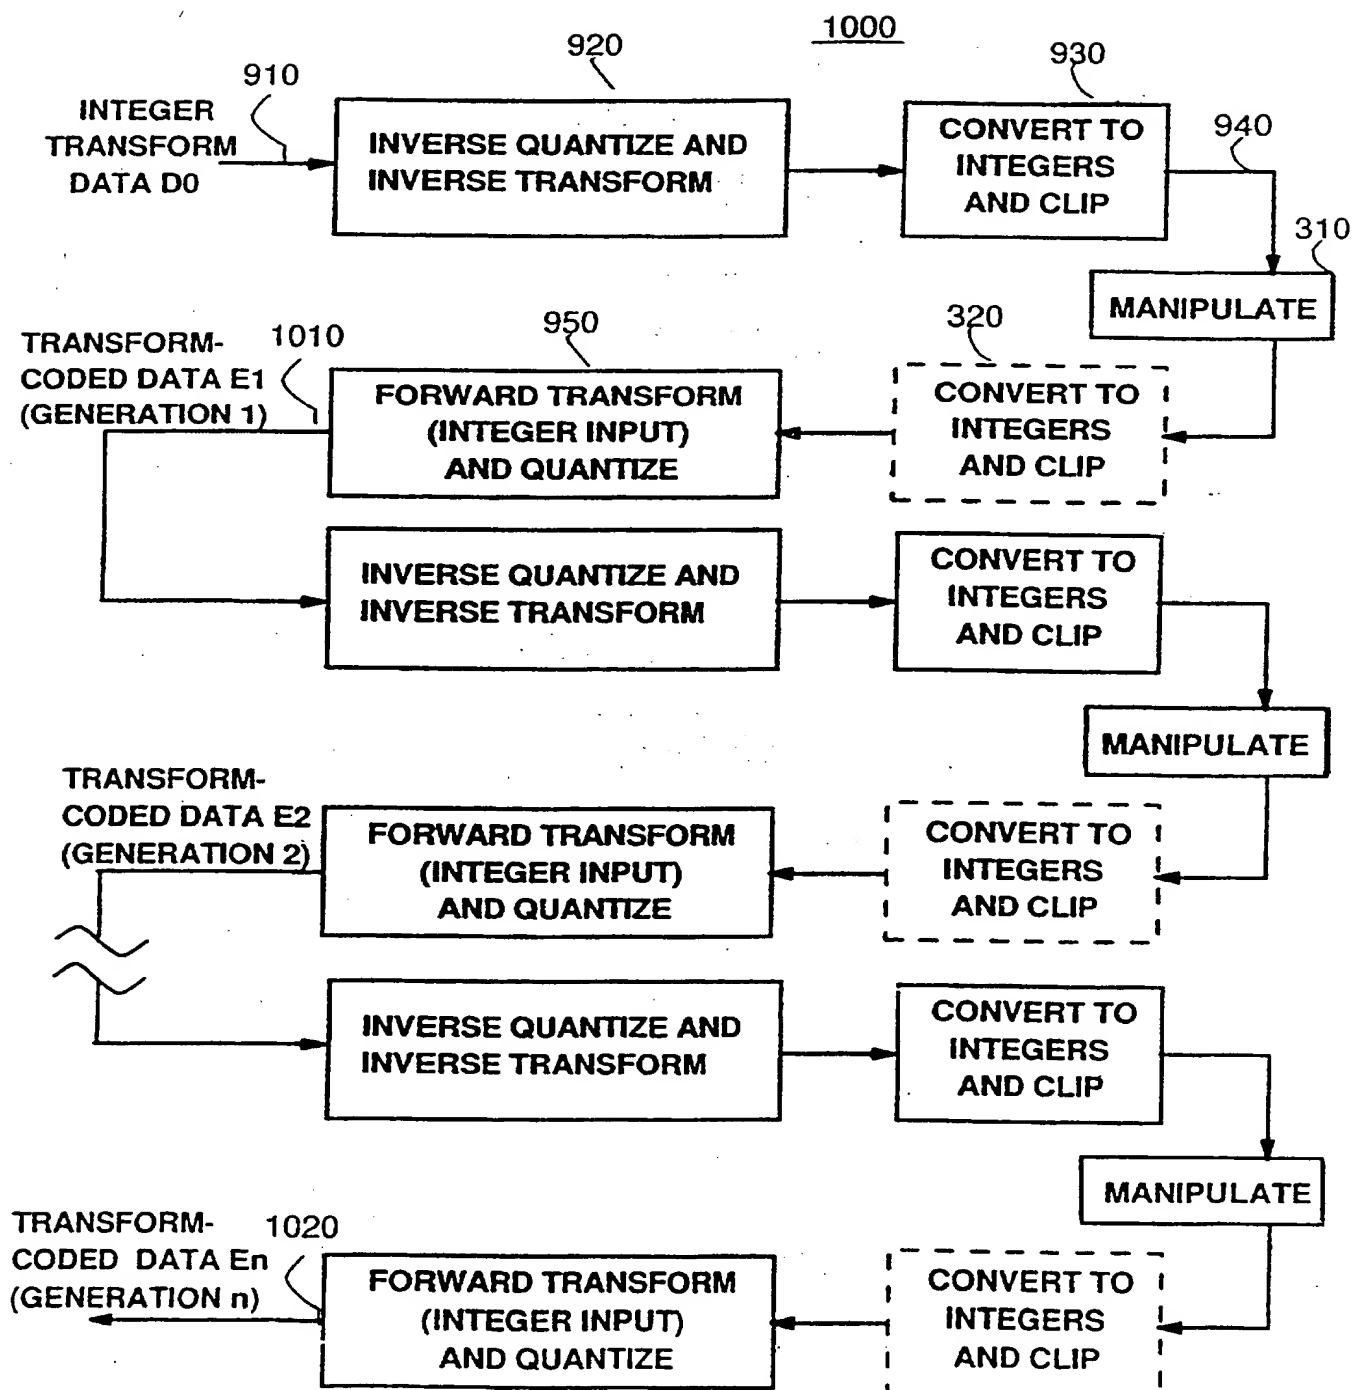 1000
920
930
910
940
INTEGER
TRANSFORM
DATA D0
INVERSE QUANTIZE AND
INVERSE TRANSFORM
CONVERT TO
INTEGERS
AND CLIP
310
MANIPULATE
TRANSFORM-
CODED DATA E1
(GENERATION 1)
1010
950
320
FORWARD TRANSFORM
(INTEGER INPUT)
AND QUANTIZE
CONVERT TO
INTEGERS
AND CLIP
INVERSE QUANTIZE AND
INVERSE TRANSFORM
CONVERT TO
INTEGERS
AND CLIP
MANIPULATE
TRANSFORM-
CODED DATA E2
(GENERATION 2)
FORWARD TRANSFORM
(INTEGER INPUT)
AND QUANTIZE
CONVERT TO
INTEGERS
AND CLIP
INVERSE QUANTIZE AND
INVERSE TRANSFORM
CONVERT TO
INTEGERS
AND CLIP
MANIPULATE
TRANSFORM-
CODED DATA En
(GENERATION n)
1020
FORWARD TRANSFORM
(INTEGER INPUT)
AND QUANTIZE
CONVERT TO
INTEGERS
AND CLIP